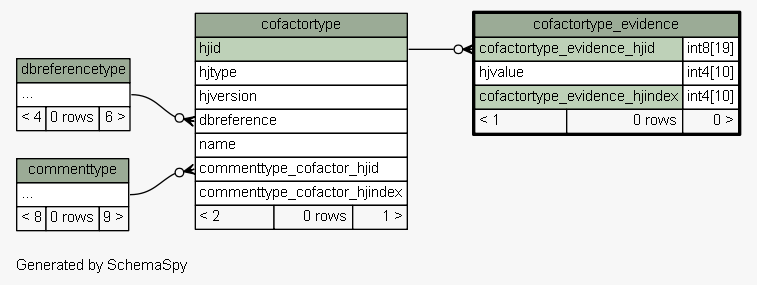 dbreferencetype
...
< 4 0 rows 6 >
commenttype
...
< 8 0 rows 9 >
cofactortype
hjid
hjtype
hjversion
dbreference
name
commenttype_cofactor_hjid
commenttype_cofactor_hjindex
< 2 0 rows 1 >
cofactortype_evidence
cofactortype_evidence_hjid int8[19]
hjvalue int4[10]
cofactortype_evidence_hjindex int4[10]
< 1 0 rows 0 >
Generated by SchemaSpy